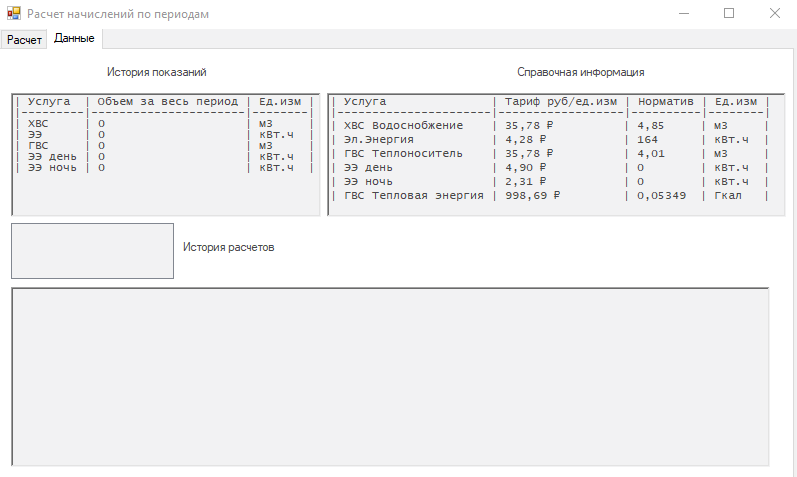 Расчет начислений по периодам
Расчет Данные
История показаний
| Услуга | Объем за весь период | Ед.изм |
|--------|----------------------|--------|
| ХВС | 0 | м3 |
| ЭЭ | 0 | кВт.ч |
| ГВС | 0 | м3 |
| ЭЭ день | 0 | кВт.ч |
| ЭЭ ночь | 0 | кВт.ч |
Справочная информация
| Услуга | Тариф руб/ед.изм | Норматив | Ед.изм |
|----------------------|------------------|----------|--------|
| ХВС Водоснобжение | 35,78 ₽ | 4,85 | м3 |
| Эл.Энергия | 4,28 ₽ | 164 | кВт.ч |
| ГВС Теплоноситель | 35,78 ₽ | 4,01 | м3 |
| ЭЭ день | 4,90 ₽ | 0 | кВт.ч |
| ЭЭ ночь | 2,31 ₽ | 0 | кВт.ч |
| ГВС Тепловая энергия | 998,69 ₽ | 0,05349 | Гкал |
История расчетов